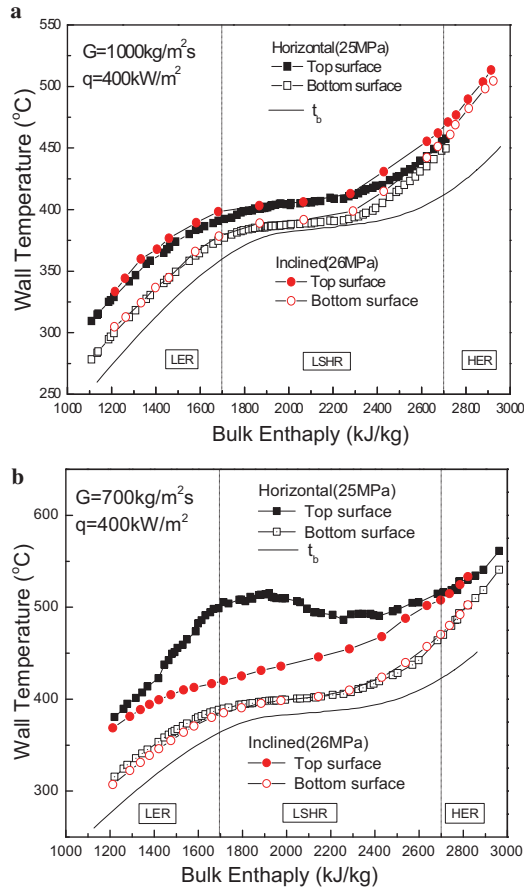 a
G=1000kg/m²s
q=400kW/m²
Horizontal(25MPa)
Top surface
Bottom surface
t_b
Inclined(26MPa)
Top surface
Bottom surface
LER
LSHR
HER
550
500
450
400
350
300
250
Wall Temperature (°C)
1000 1200 1400 1600 1800 2000 2200 2400 2600 2800 3000
Bulk Enthaply (kJ/kg)
b
G=700kg/m²s
q=400kW/m²
Horizontal(25MPa)
Top surface
Bottom surface
t_b
Inclined(26MPa)
Top surface
Bottom surface
LER
LSHR
HER
600
500
400
300
Wall Temperature (°C)
1000 1200 1400 1600 1800 2000 2200 2400 2600 2800 3000
Bulk Enthaply (kJ/kg)